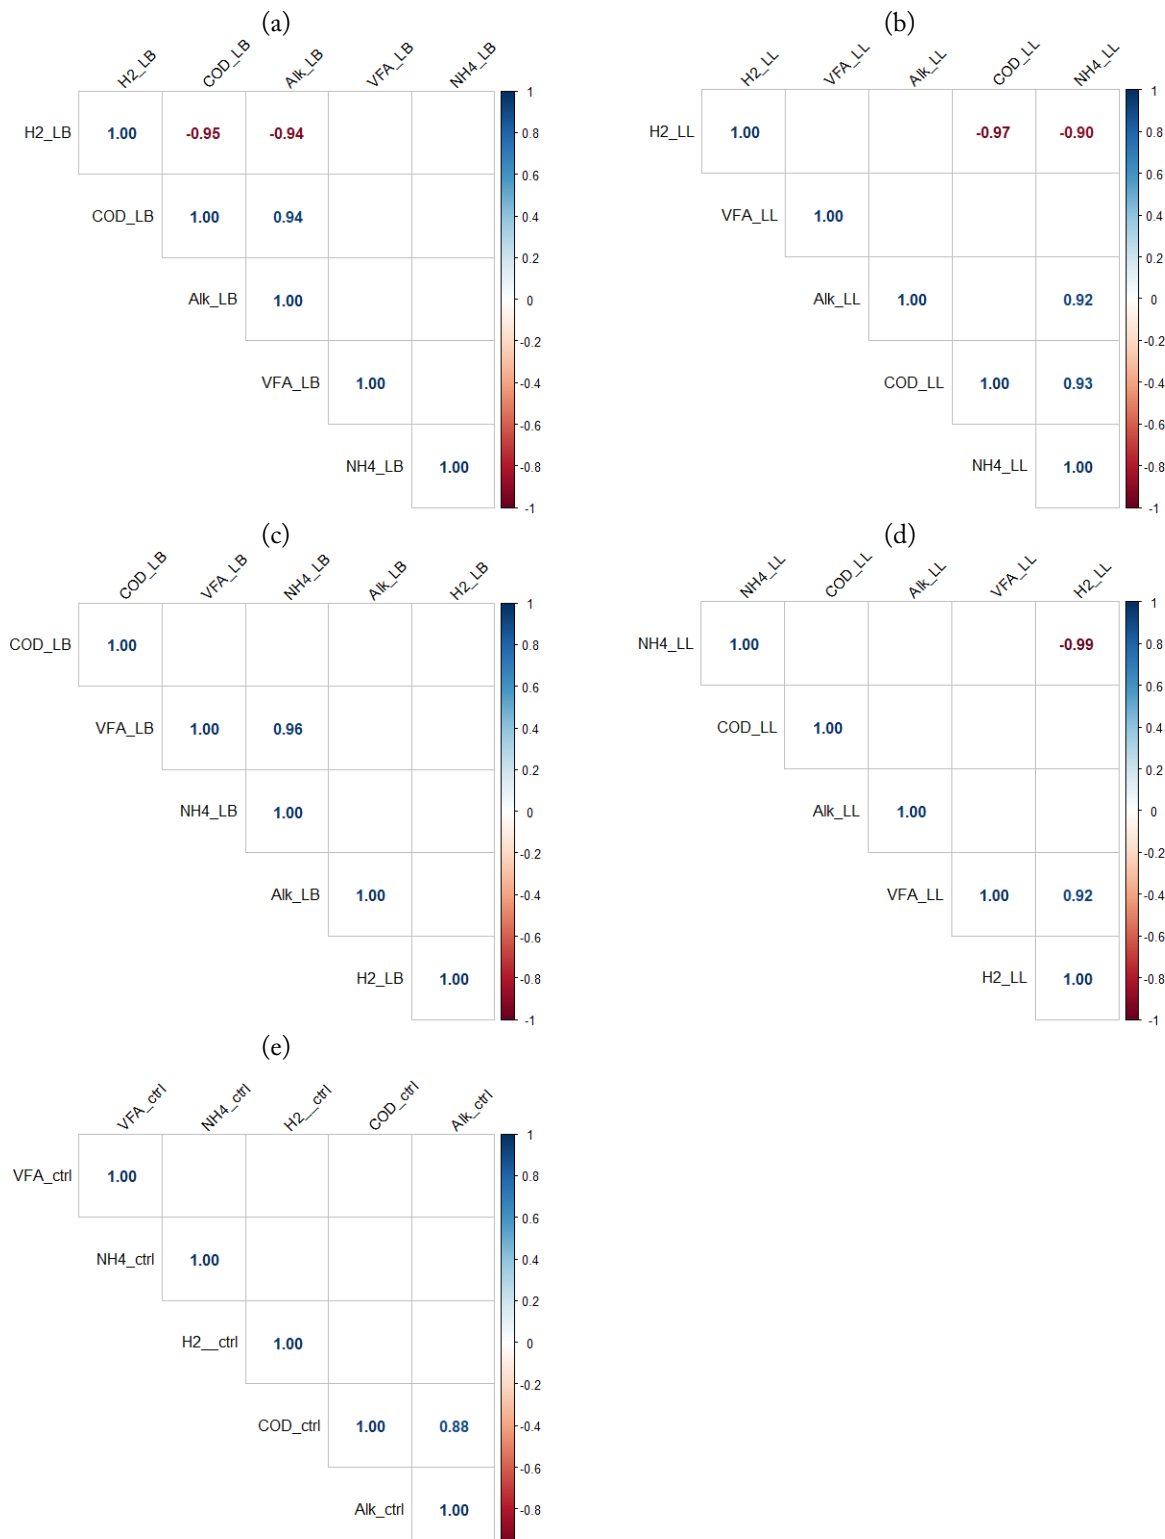 (a)
H2_LB COD_LB Alk_LB VFA_LB NH4_LB
H2_LB 1.00 -0.95 -0.94
COD_LB 1.00 0.94
Alk_LB 1.00
VFA_LB 1.00
NH4_LB 1.00
1
0.8
0.6
0.4
0.2
0
-0.2
-0.4
-0.6
-0.8
-1
(b)
H2_LL VFA_LL Alk_LL COD_LL NH4_LL
H2_LL 1.00 -0.97 -0.90
VFA_LL 1.00
Alk_LL 1.00 0.92
COD_LL 1.00 0.93
NH4_LL 1.00
1
0.8
0.6
0.4
0.2
0
-0.2
-0.4
-0.6
-0.8
-1
(c)
COD_LB VFA_LB NH4_LB Alk_LB H2_LB
COD_LB 1.00
VFA_LB 1.00 0.96
NH4_LB 1.00
Alk_LB 1.00
H2_LB 1.00
1
0.8
0.6
0.4
0.2
0
-0.2
-0.4
-0.6
-0.8
-1
(d)
NH4_LL COD_LL Alk_LL VFA_LL H2_LL
NH4_LL 1.00 -0.99
COD_LL 1.00
Alk_LL 1.00
VFA_LL 1.00 0.92
H2_LL 1.00
1
0.8
0.6
0.4
0.2
0
-0.2
-0.4
-0.6
-0.8
-1
(e)
VFA_ctrl NH4_ctrl H2__ctrl COD_ctrl Alk_ctrl
VFA_ctrl 1.00
NH4_ctrl 1.00
H2__ctrl 1.00
COD_ctrl 1.00 0.88
Alk_ctrl 1.00
1
0.8
0.6
0.4
0.2
0
-0.2
-0.4
-0.6
-0.8